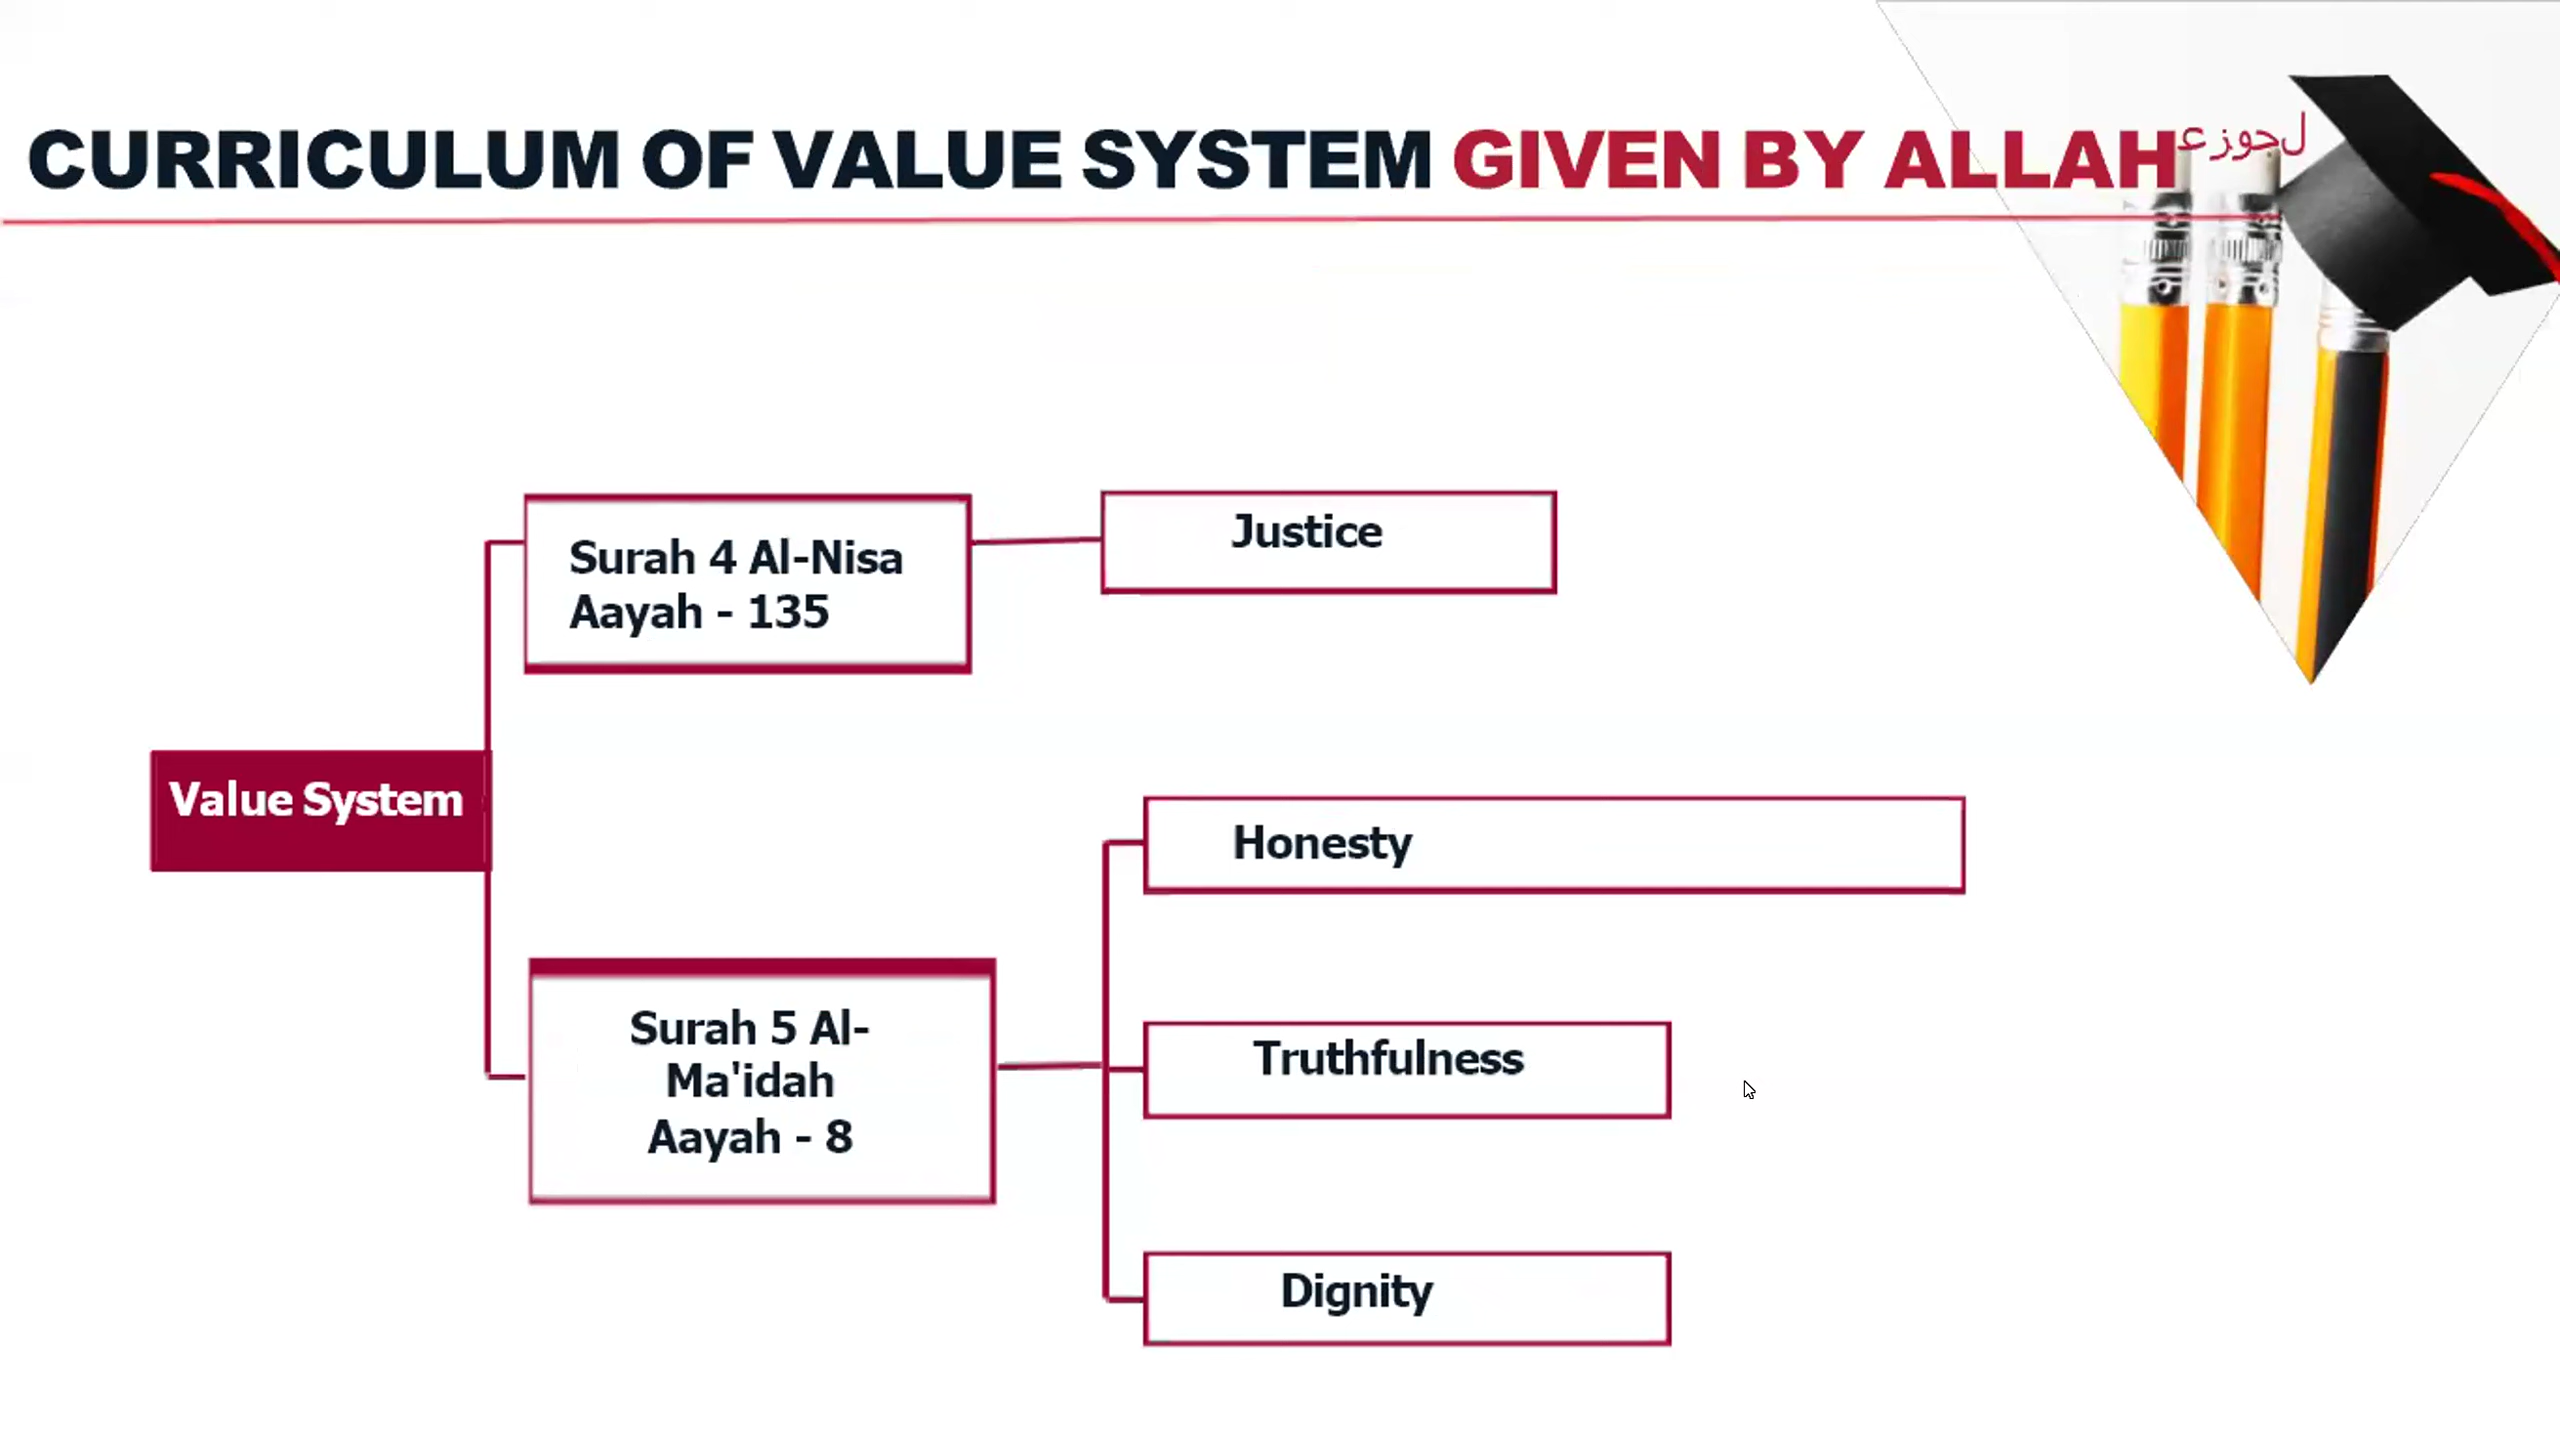 CURRICULUM OF VALUE SYSTEM GIVEN BY ALLAH عزوجل
Surah 4 Al-Nisa
Aayah - 135
Justice
Value System
Surah 5 Al-
Ma'idah
Aayah - 8
Honesty
Truthfulness
Dignity